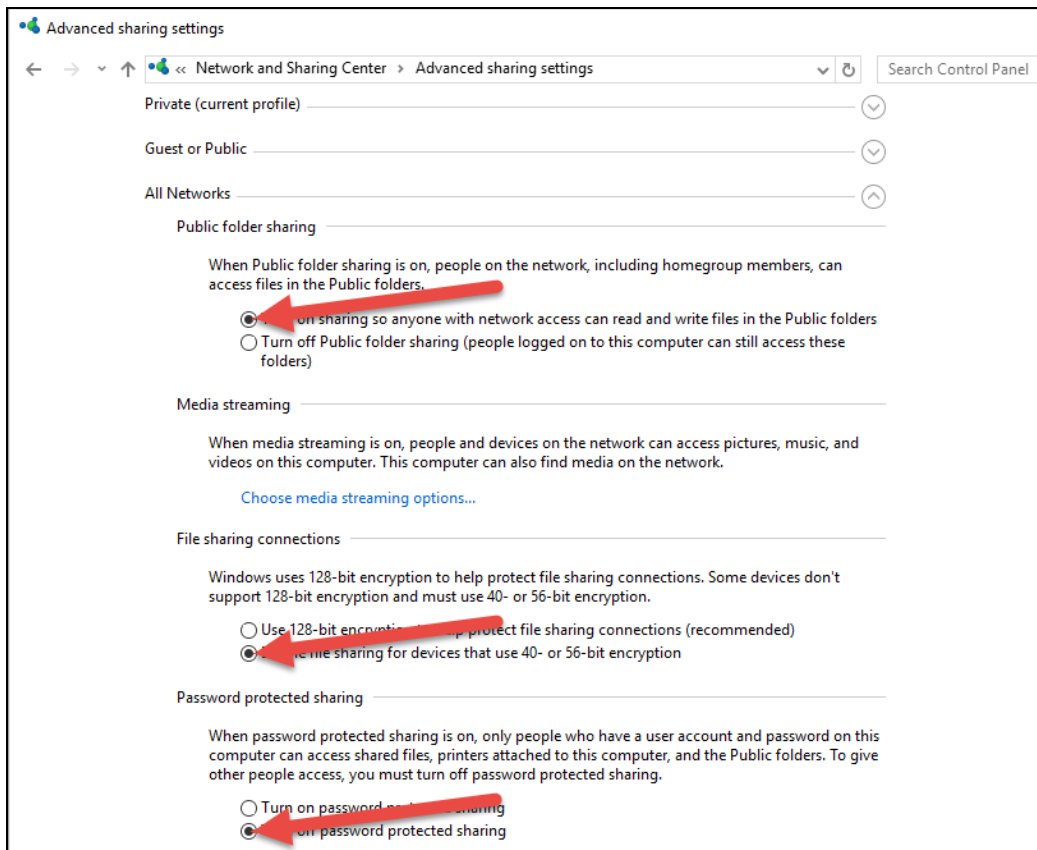 Advanced sharing settings
« Network and Sharing Center > Advanced sharing settings
Search Control Panel
Private (current profile)
Guest or Public
All Networks
Public folder sharing
When Public folder sharing is on, people on the network, including homegroup members, can
access files in the Public folders.
on sharing so anyone with network access can read and write files in the Public folders
Turn off Public folder sharing (people logged on to this computer can still access these
folders)
Media streaming
When media streaming is on, people and devices on the network can access pictures, music, and
videos on this computer. This computer can also find media on the network.
Choose media streaming options...
File sharing connections
Windows uses 128-bit encryption to help protect file sharing connections. Some devices don't
support 128-bit encryption and must use 40- or 56-bit encryption.
Use 128-bit encryption help protect file sharing connections (recommended)
file sharing for devices that use 40- or 56-bit encryption
Password protected sharing
When password protected sharing is on, only people who have a user account and password on this
computer can access shared files, printers attached to this computer, and the Public folders. To give
other people access, you must turn off password protected sharing.
Turn on password protected sharing
off password protected sharing